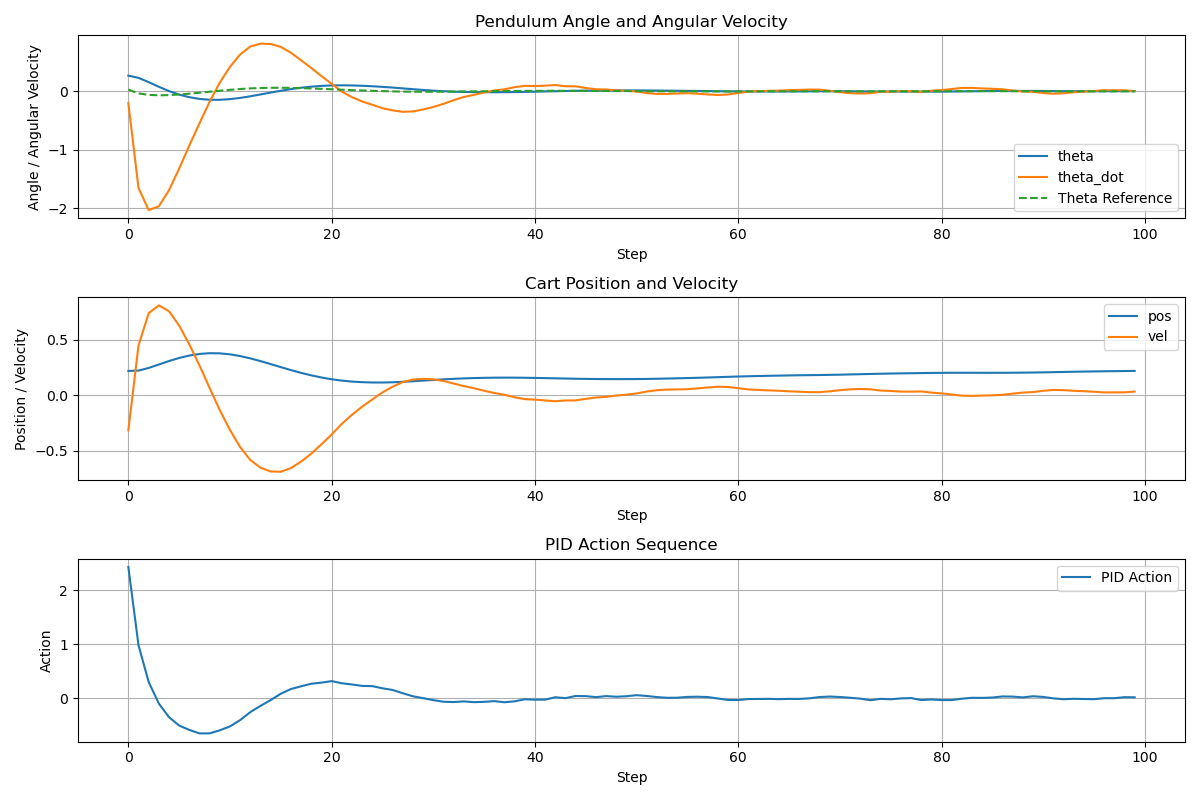 Pendulum Angle and Angular Velocity
Angle / Angular Velocity
0
−1
−2
theta
theta_dot
Theta Reference
0 20 40 60 80 100
Step
Cart Position and Velocity
Position / Velocity
0.5
0.0
−0.5
pos
vel
0 20 40 60 80 100
Step
PID Action Sequence
Action
2
1
0
PID Action
0 20 40 60 80 100
Step